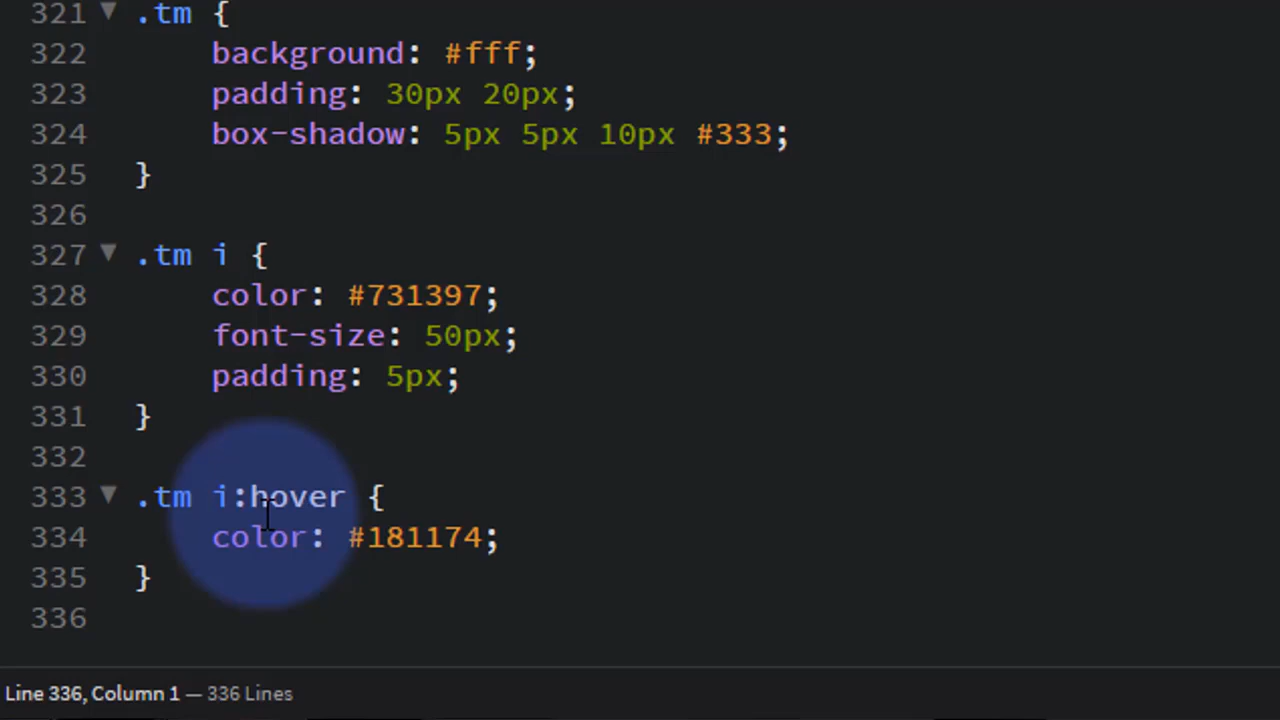 321 ▼ .tm {
322 background: #fff;
323 padding: 30px 20px;
324 box-shadow: 5px 5px 10px #333;
325 }
326
327 ▼ .tm i {
328 color: #731397;
329 font-size: 50px;
330 padding: 5px;
331 }
332
333 ▼ .tm i:hover {
334 color: #181174;
335 }
336
Line 336, Column 1 — 336 Lines